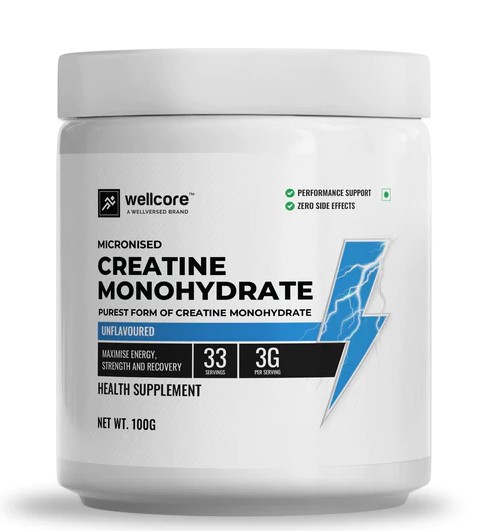 wellcore™
A WELLVERSED BRAND
PERFORMANCE SUPPORT
ZERO SIDE EFFECTS
MICRONISED
CREATINE
MONOHYDRATE
PUREST FORM OF CREATINE MONOHYDRATE
UNFLAVOURED
MAXIMISE ENERGY,
STRENGTH AND RECOVERY
33
SERVINGS
3G
PER SERVING
HEALTH SUPPLEMENT
NET WT. 100G